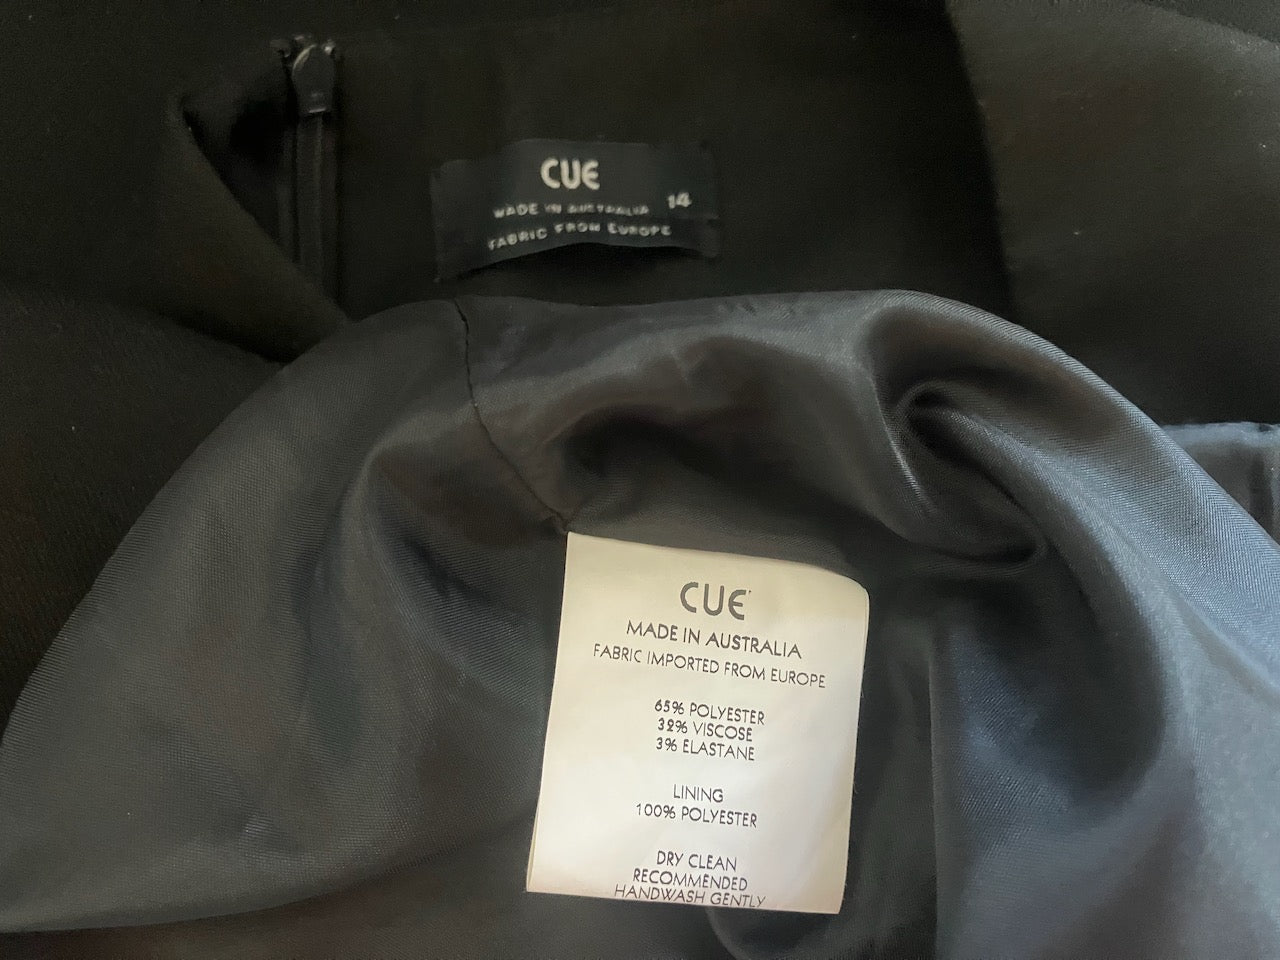 CUE
14
MADE IN AUSTRALIA
FABRIC FROM EUROPE
CUE
MADE IN AUSTRALIA
FABRIC IMPORTED FROM EUROPE
65% POLYESTER
32% VISCOSE
3% ELASTANE
LINING
100% POLYESTER
DRY CLEAN
RECOMMENDED
HANDWASH GENTLY